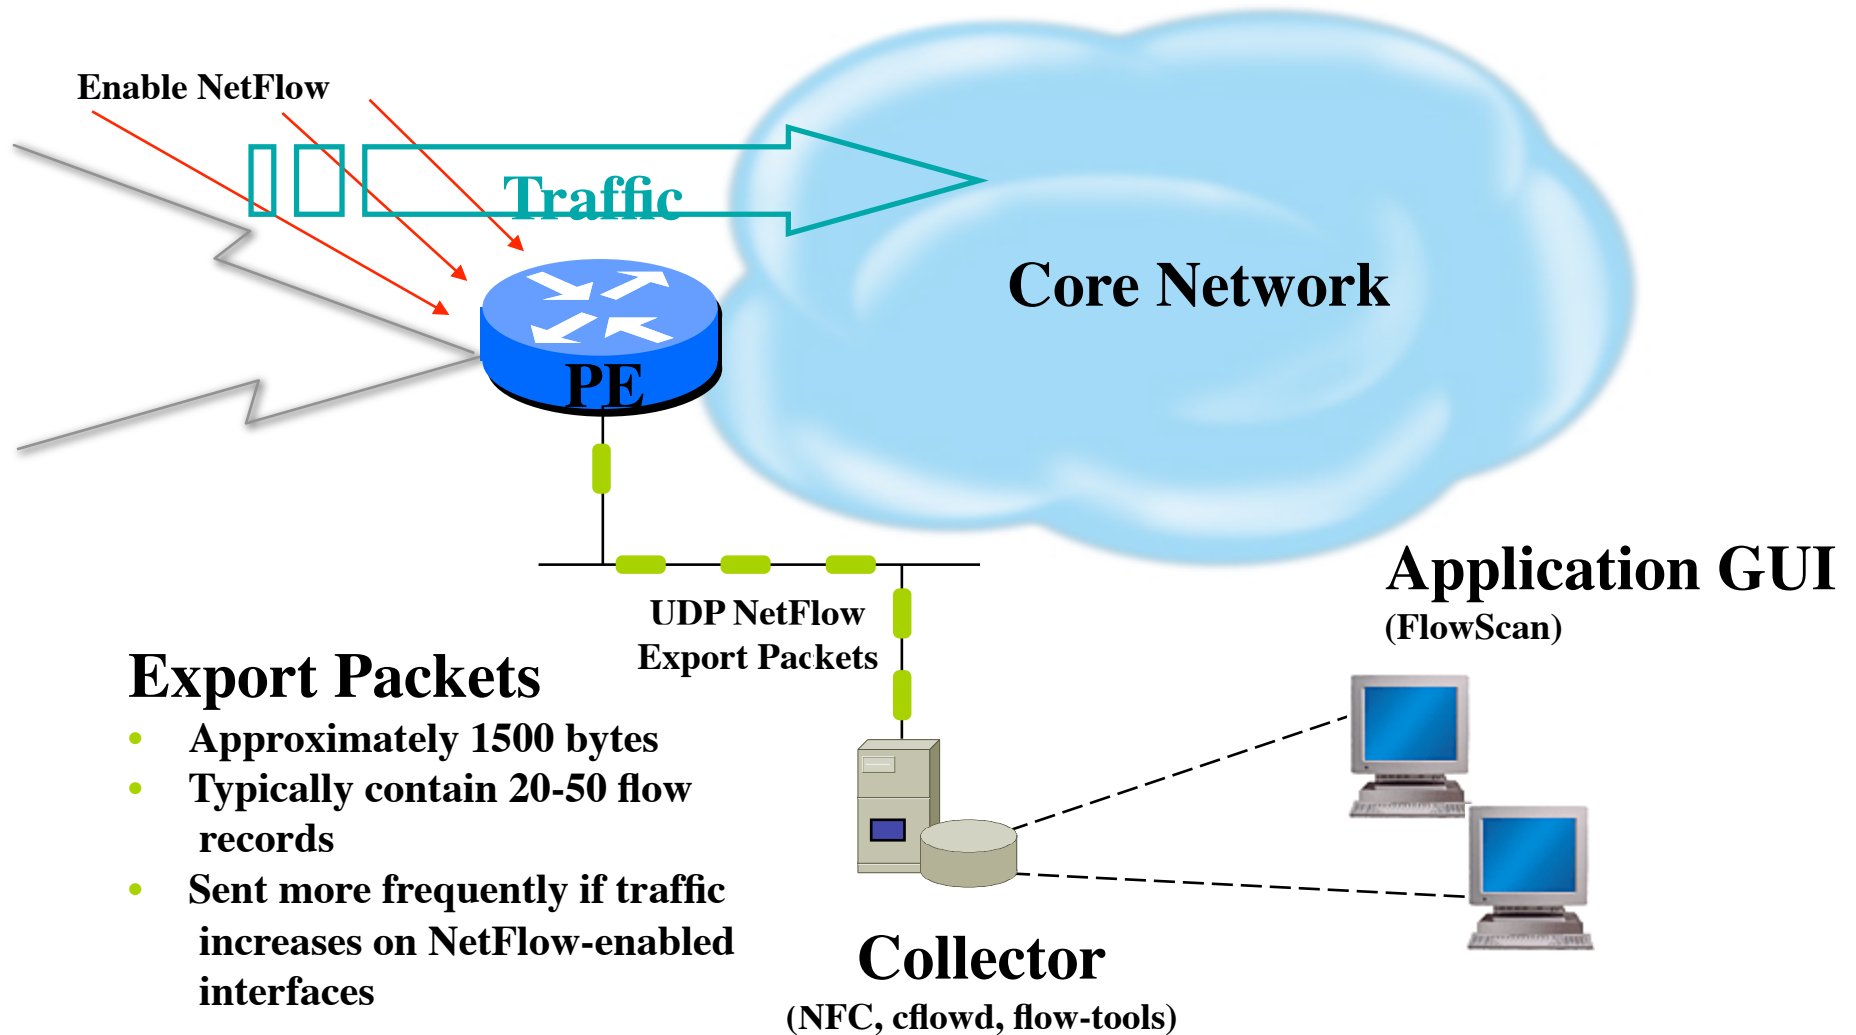 Enable NetFlow
Traffic
Core Network
PE
Application GUI
(FlowScan)
UDP NetFlow
Export Packets
Export Packets
• Approximately 1500 bytes
• Typically contain 20-50 flow
records
• Sent more frequently if traffic
increases on NetFlow-enabled
interfaces
Collector
(NFC, cflowd, flow-tools)